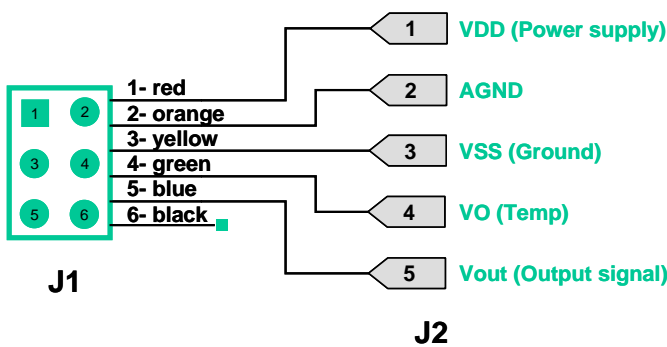 1 VDD (Power supply)
1- red
2 AGND
1 2
2- orange
3- yellow
3 VSS (Ground)
3 4
4- green
5- blue
4 VO (Temp)
5 6
6- black
5 Vout (Output signal)
J1
J2